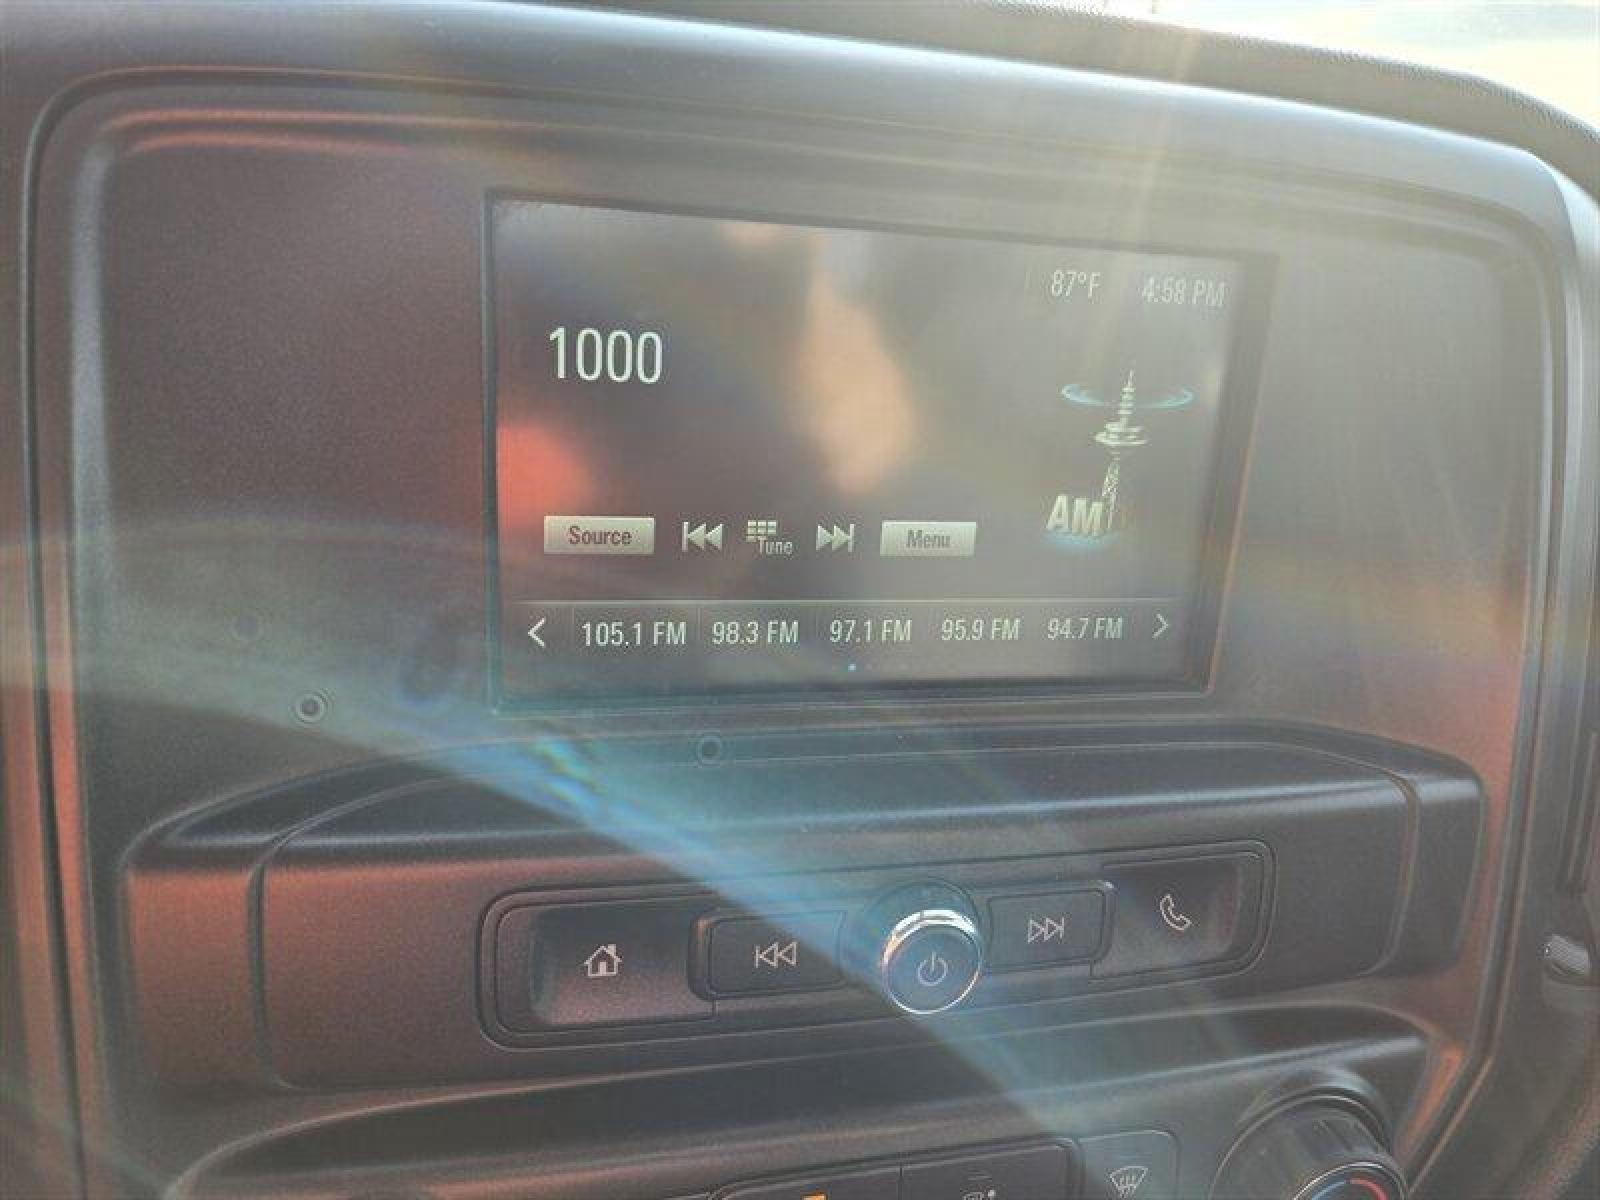 87°F 4:58 PM
1000
AM
Source Tune Menu
105.1 FM 98.3 FM 97.1 FM 95.9 FM 94.7 FM